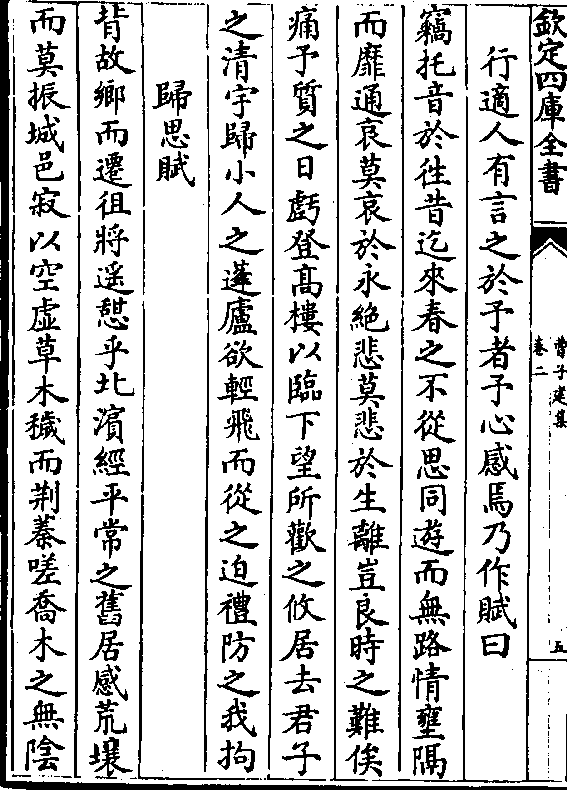 欽定四庫全書
曹子建集
卷二
五
行適人有言之於予者予心感焉乃作賦曰
竊托音於徃昔迄來春之不從思同遊而無路情壅隔
而靡通哀莫哀於永絶悲莫悲於生離豈良時之難俟
痛予質之日虧登髙樓以臨下望所歡之攸居去君子
之清宇歸小人之蓬廬欲輕飛而從之迫禮防之我拘
歸思賦
背故鄉而遷徂將遥憇乎北濵經平常之舊居感荒壞
而莫振城邑寂以空虚草木穢而荆蓁嗟喬木之無陰